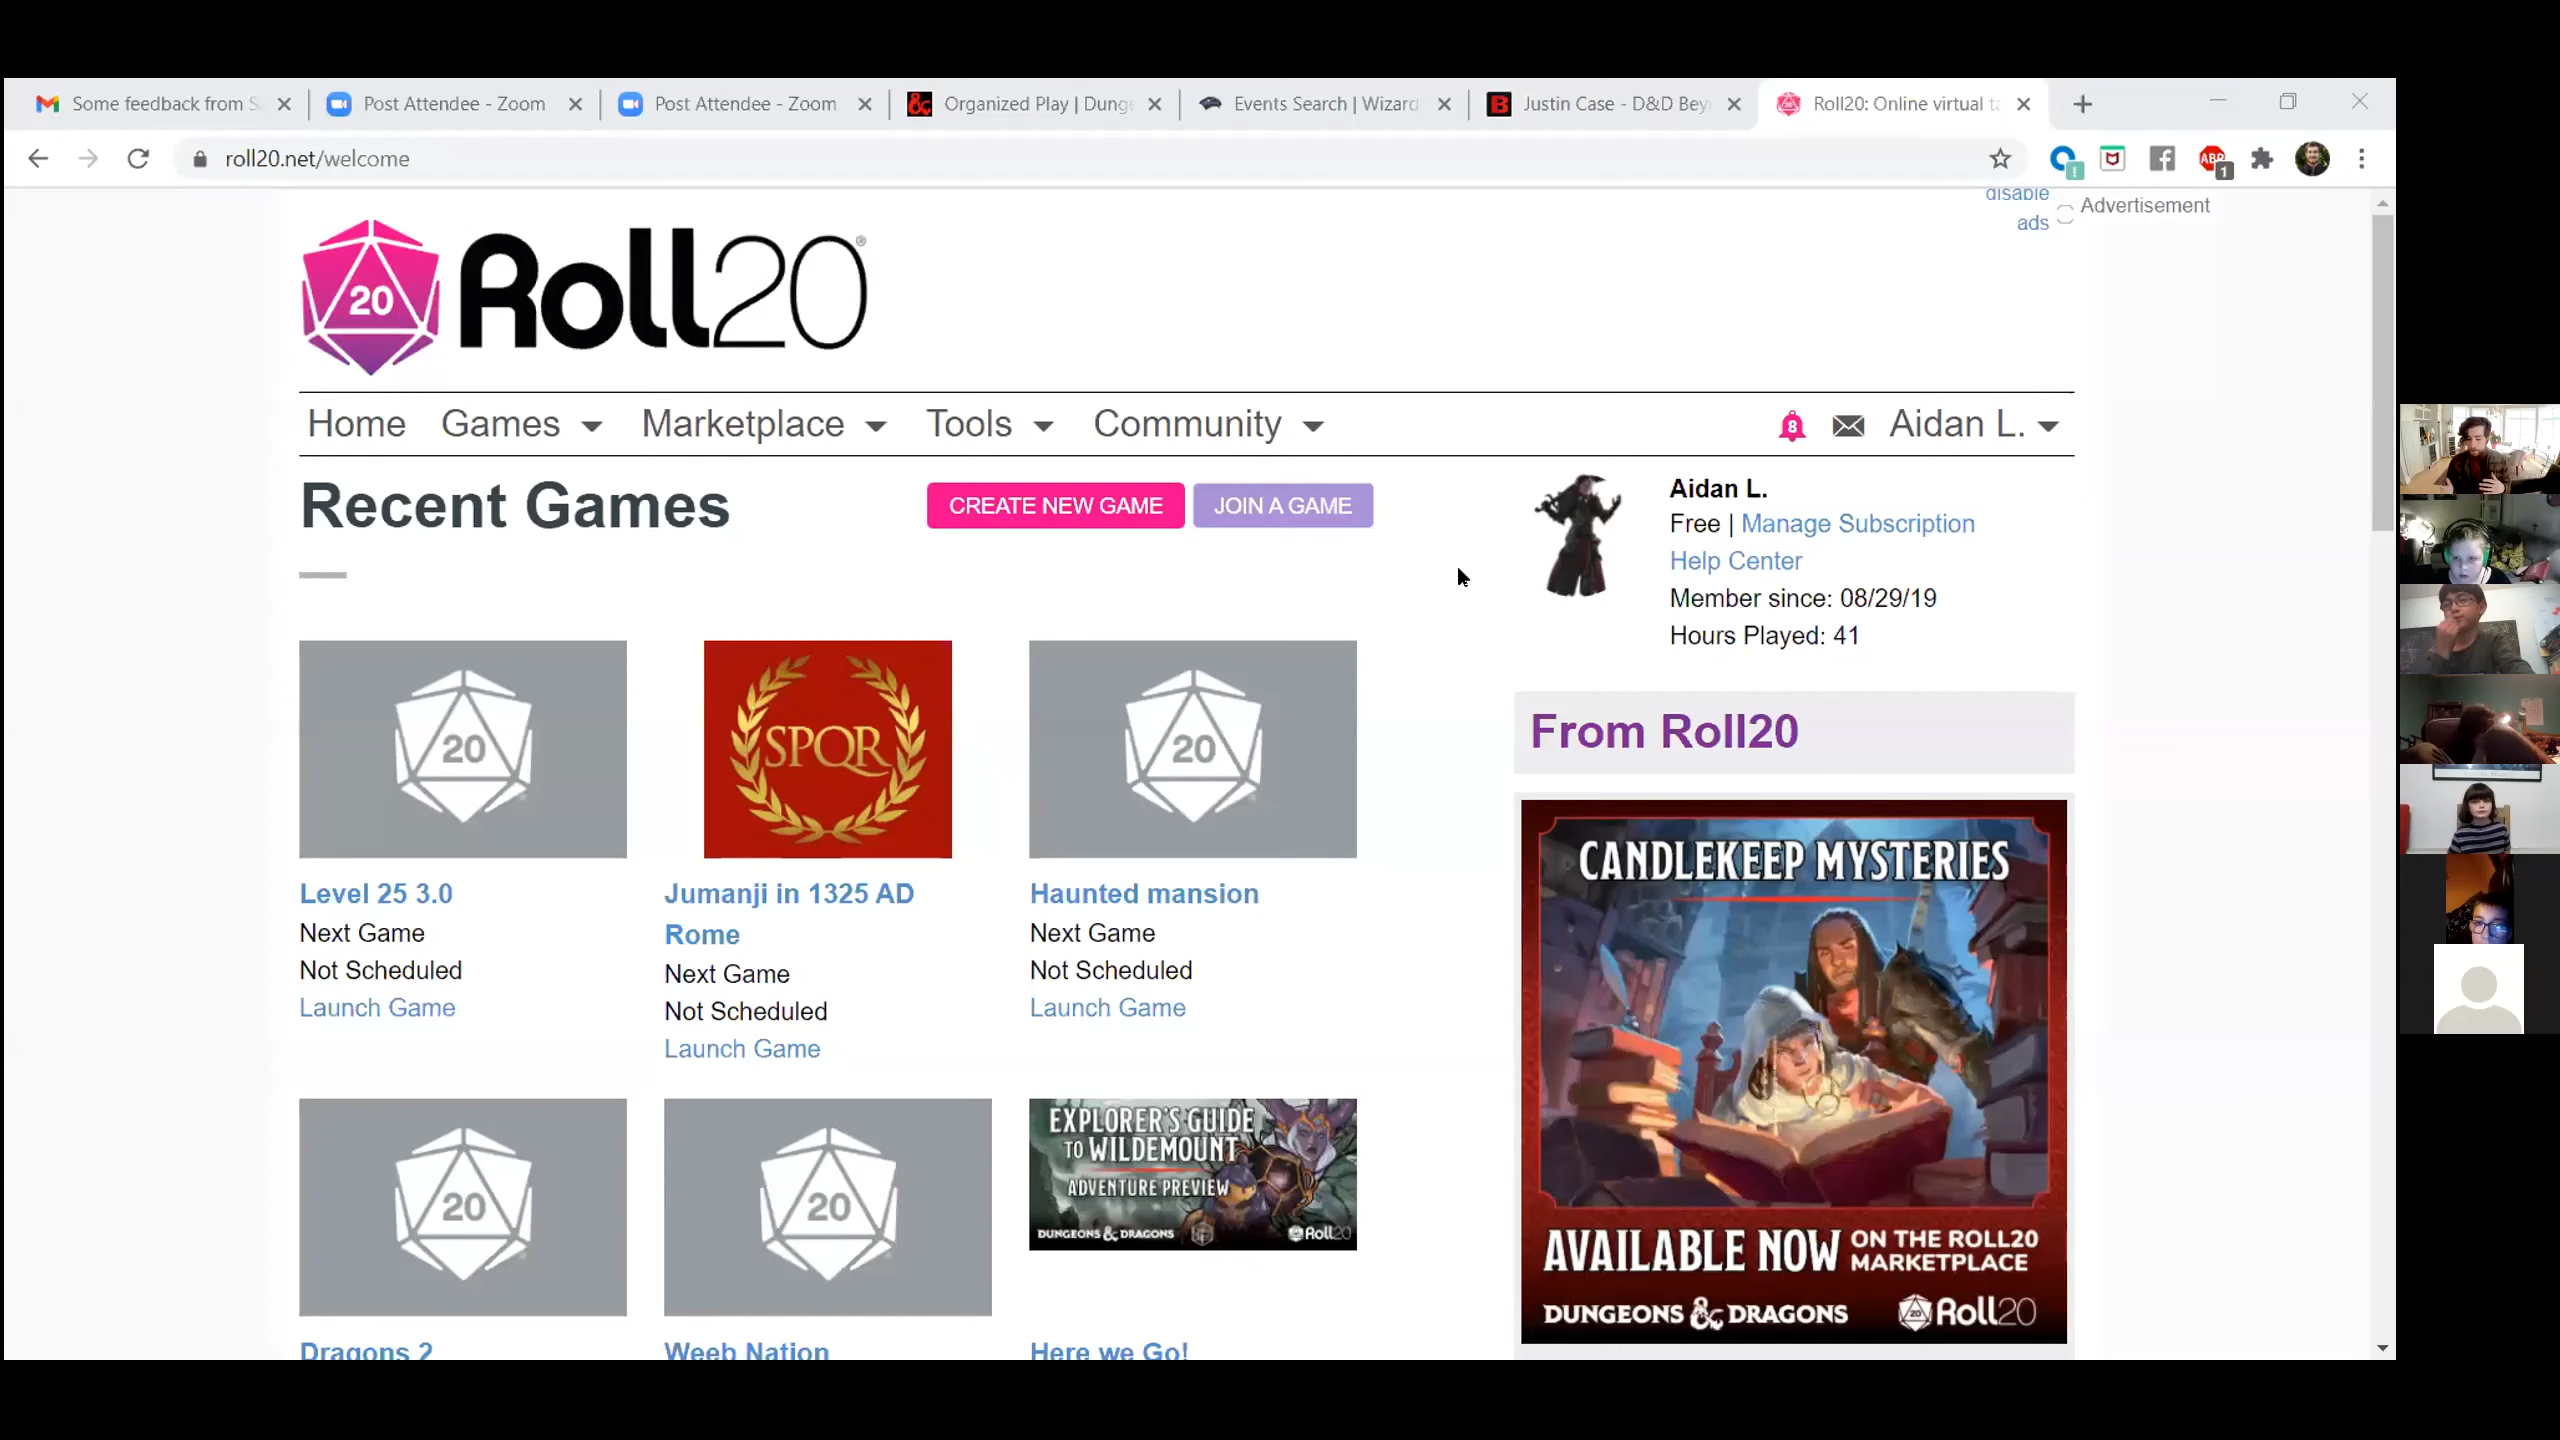 Some feedback from S
Post Attendee - Zoom
Post Attendee - Zoom
Organized Play | Dunge
Events Search | Wizard
Justin Case - D&D Bey
Roll20: Online virtual ta
roll20.net/welcome
ABP
1
disable
ads
Advertisement
20
Roll20®
Home
Games
Marketplace
Tools
Community
8
Aidan L.
Recent Games
CREATE NEW GAME
JOIN A GAME
Aidan L.
Free | Manage Subscription
Help Center
Member since: 08/29/19
Hours Played: 41
20
SPQR
20
Level 25 3.0
Next Game
Not Scheduled
Launch Game
Jumanji in 1325 AD
Rome
Next Game
Not Scheduled
Launch Game
Haunted mansion
Next Game
Not Scheduled
Launch Game
20
20
EXPLORER'S GUIDE
TO WILDEMOUNT
ADVENTURE PREVIEW
DUNGEONS & DRAGONS
Roll20
Dragons 2
Weeb Nation
Here we Go!
From Roll20
CANDLEKEEP MYSTERIES
AVAILABLE NOW ON THE ROLL20
MARKETPLACE
DUNGEONS & DRAGONS
20
Roll20